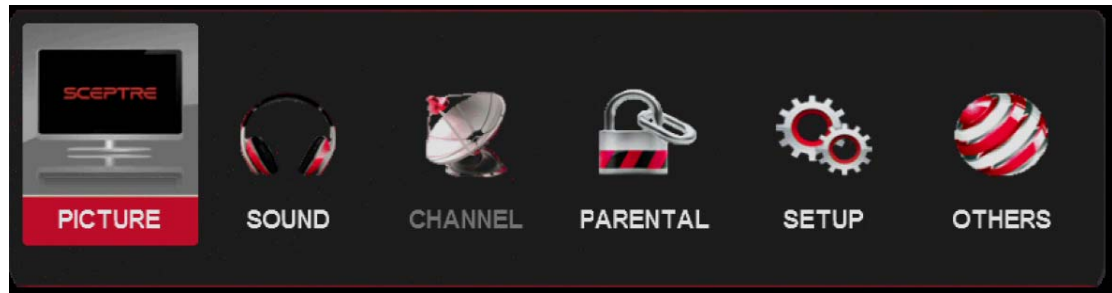 SCEPTRE
PICTURE
SOUND
CHANNEL
PARENTAL
SETUP
OTHERS